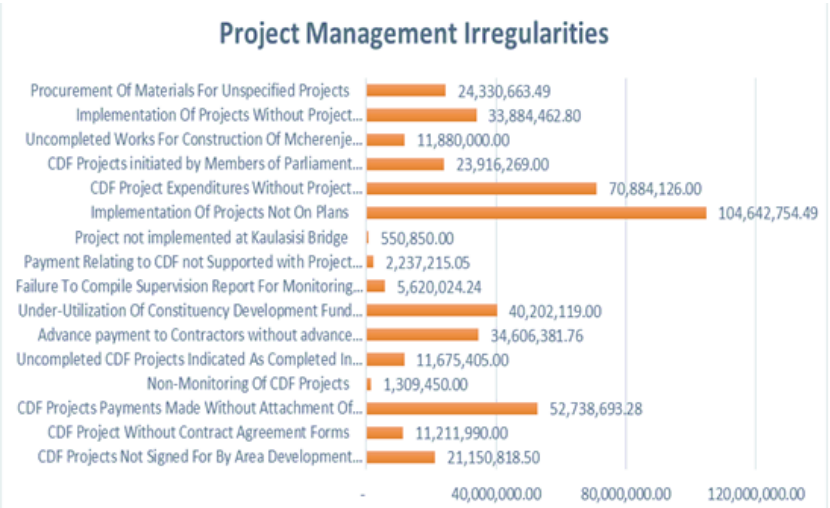 Project Management Irregularities
Procurement Of Materials For Unspecified Projects 24,330,663.49
Implementation Of Projects Without Project... 33,884,462.80
Uncompleted Works For Construction Of Mcherenje... 11,880,000.00
CDF Projects initiated by Members of Parliament... 23,916,269.00
CDF Project Expenditures Without Project... 70,884,126.00
Implementation Of Projects Not On Plans 104,642,754.49
Project not implemented at Kaulasisi Bridge 550,850.00
Payment Relating to CDF not Supported with Project... 2,237,215.05
Failure To Compile Supervision Report For Monitoring... 5,620,024.24
Under-Utilization Of Constituency Development Fund... 40,202,119.00
Advance payment to Contractors without advance... 34,606,381.76
Uncompleted CDF Projects Indicated As Completed In... 11,675,405.00
Non-Monitoring Of CDF Projects 1,309,450.00
CDF Projects Payments Made Without Attachment Of... 52,738,693.28
CDF Project Without Contract Agreement Forms 11,211,990.00
CDF Projects Not Signed For By Area Development... 21,150,818.50
- 40,000,000.00 80,000,000.00 120,000,000.00